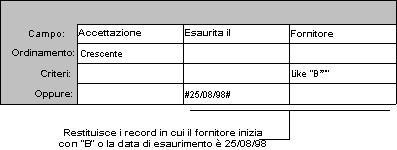 Campo: Accettazione Esaurita il Fornitore
Ordinamento: Crescente
Criteri: like "B*"
Oppure: #25/08/98#
Restituisce i record in cui il fornitore inizia
con "B" o la data di esaurimento è 25/08/98